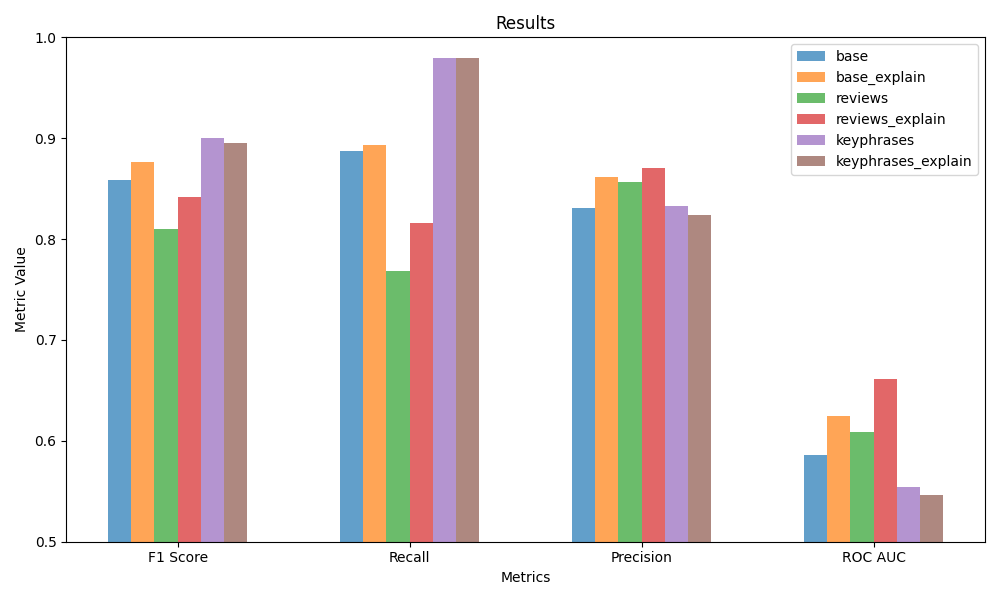 Results
1.0
0.9
0.8
0.7
0.6
0.5
Metric Value
base
base_explain
reviews
reviews_explain
keyphrases
keyphrases_explain
F1 Score
Recall
Precision
ROC AUC
Metrics